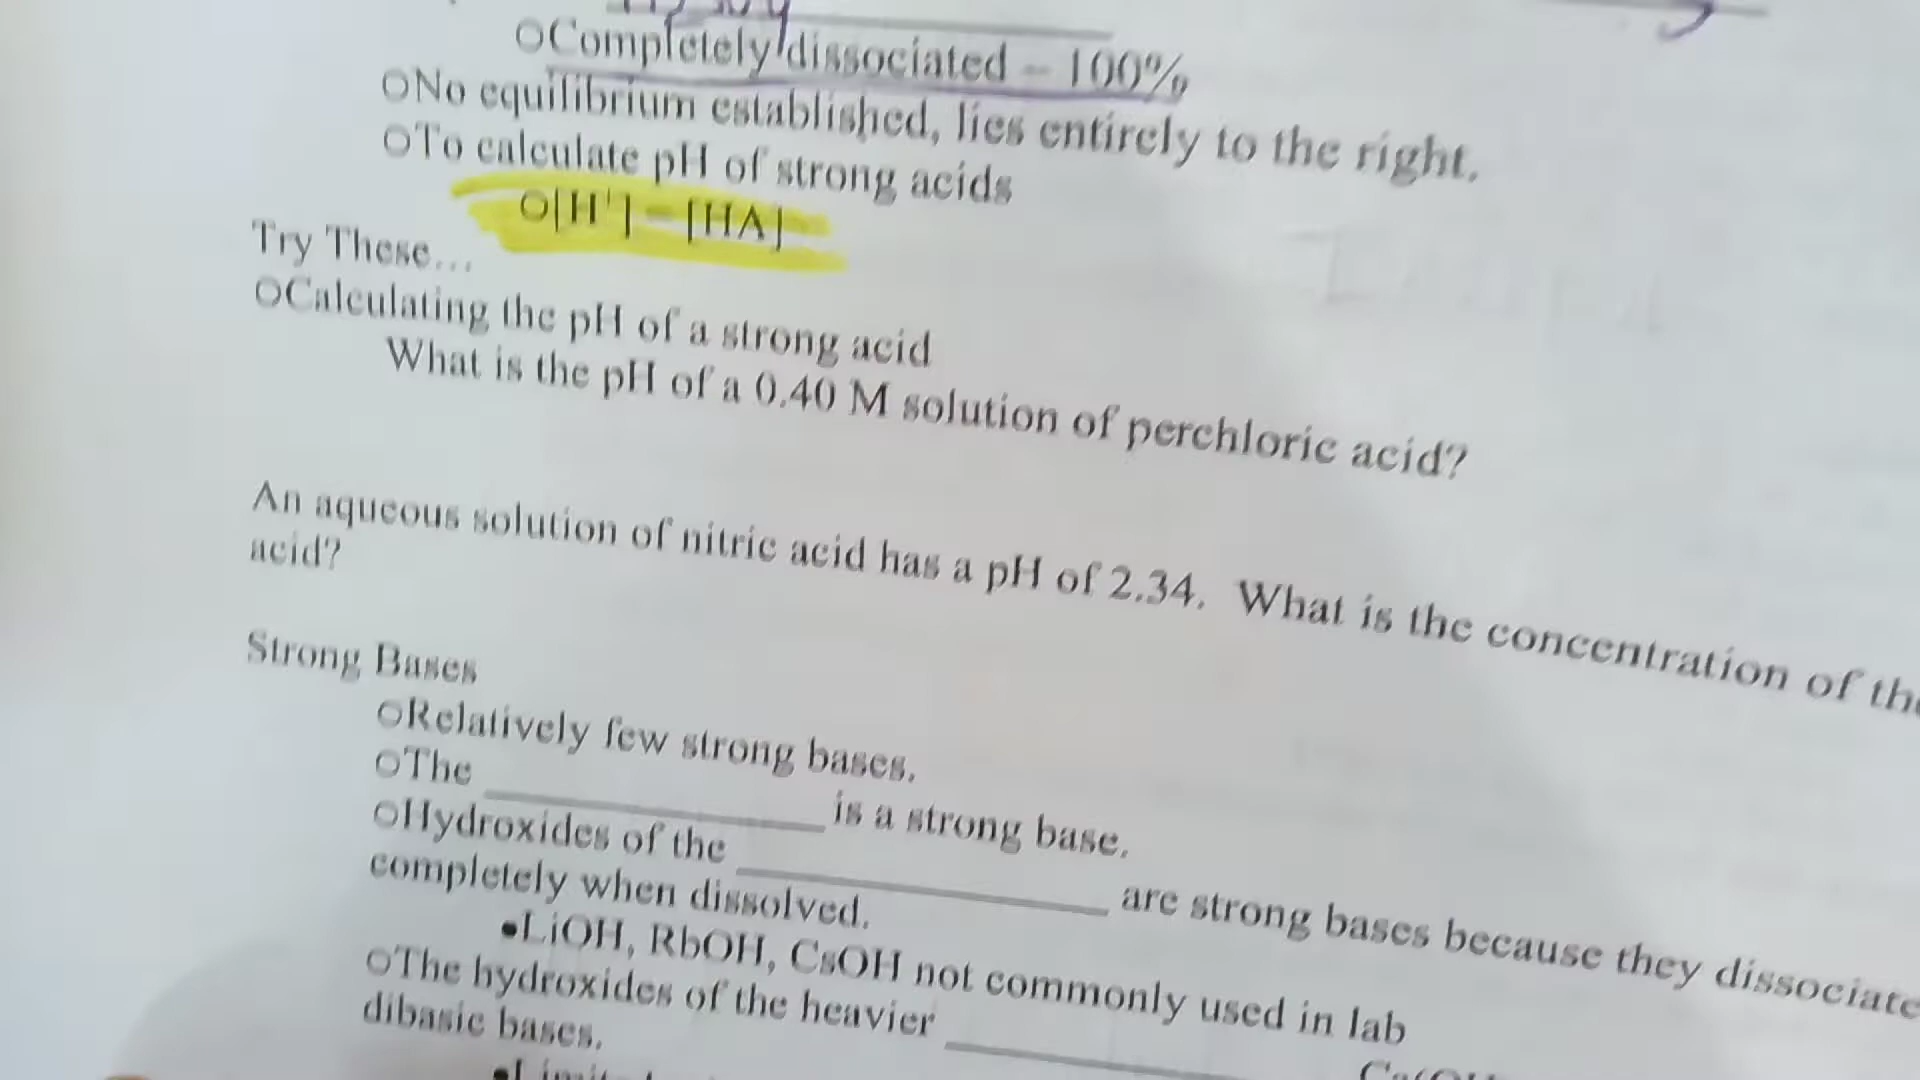 ○Completely dissociated – 100%
○No equilibrium established, lies entirely to the right.
○To calculate pH of strong acids
○[H⁺] = [HA]
Try These...
○Calculating the pH of a strong acid
What is the pH of a 0.40 M solution of perchloric acid?
An aqueous solution of nitric acid has a pH of 2.34. What is the concentration of the
acid?
Strong Bases
○Relatively few strong bases.
○The ____________ is a strong base.
○Hydroxides of the ____________ are strong bases because they dissociate
completely when dissolved.
•LiOH, RbOH, CsOH not commonly used in lab
○The hydroxides of the heavier ____________
dibasic bases.